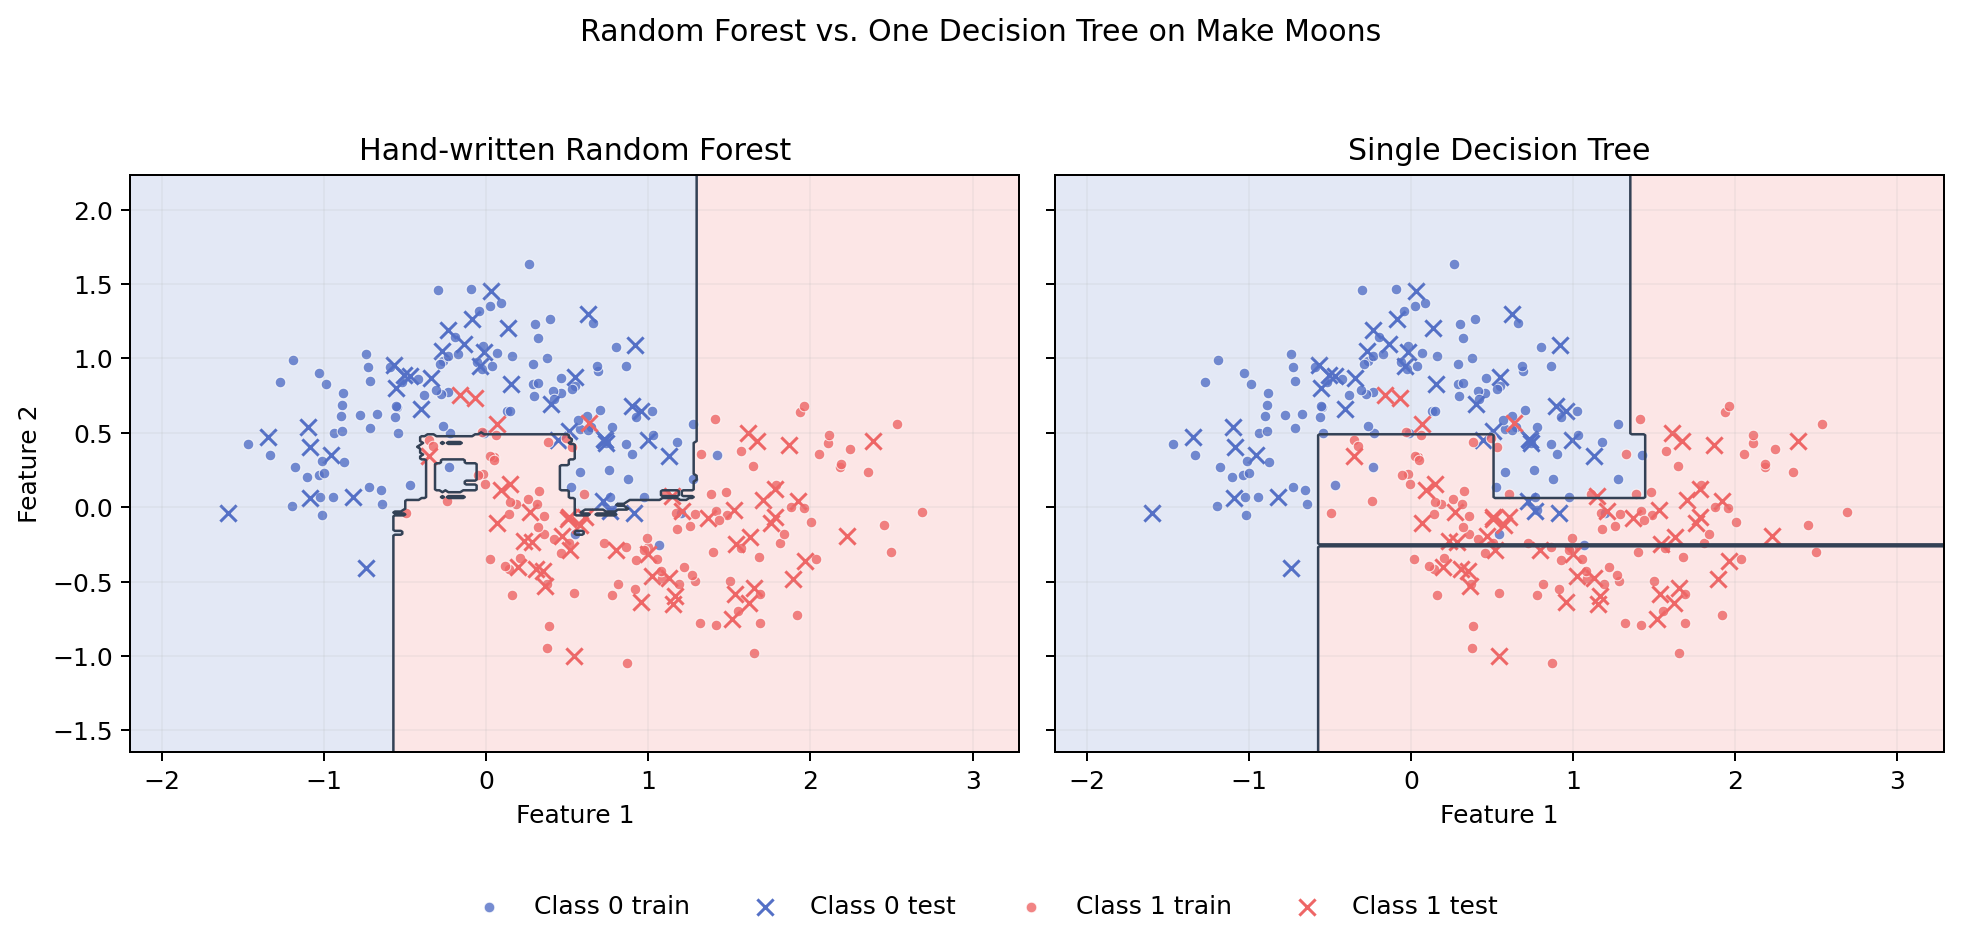 Random Forest vs. One Decision Tree on Make Moons
Hand-written Random Forest
Single Decision Tree
2.0
1.5
1.0
0.5
0.0
−0.5
−1.0
−1.5
Feature 2
−2 −1 0 1 2 3
−2 −1 0 1 2 3
Feature 1
Feature 1
Class 0 train Class 0 test Class 1 train Class 1 test